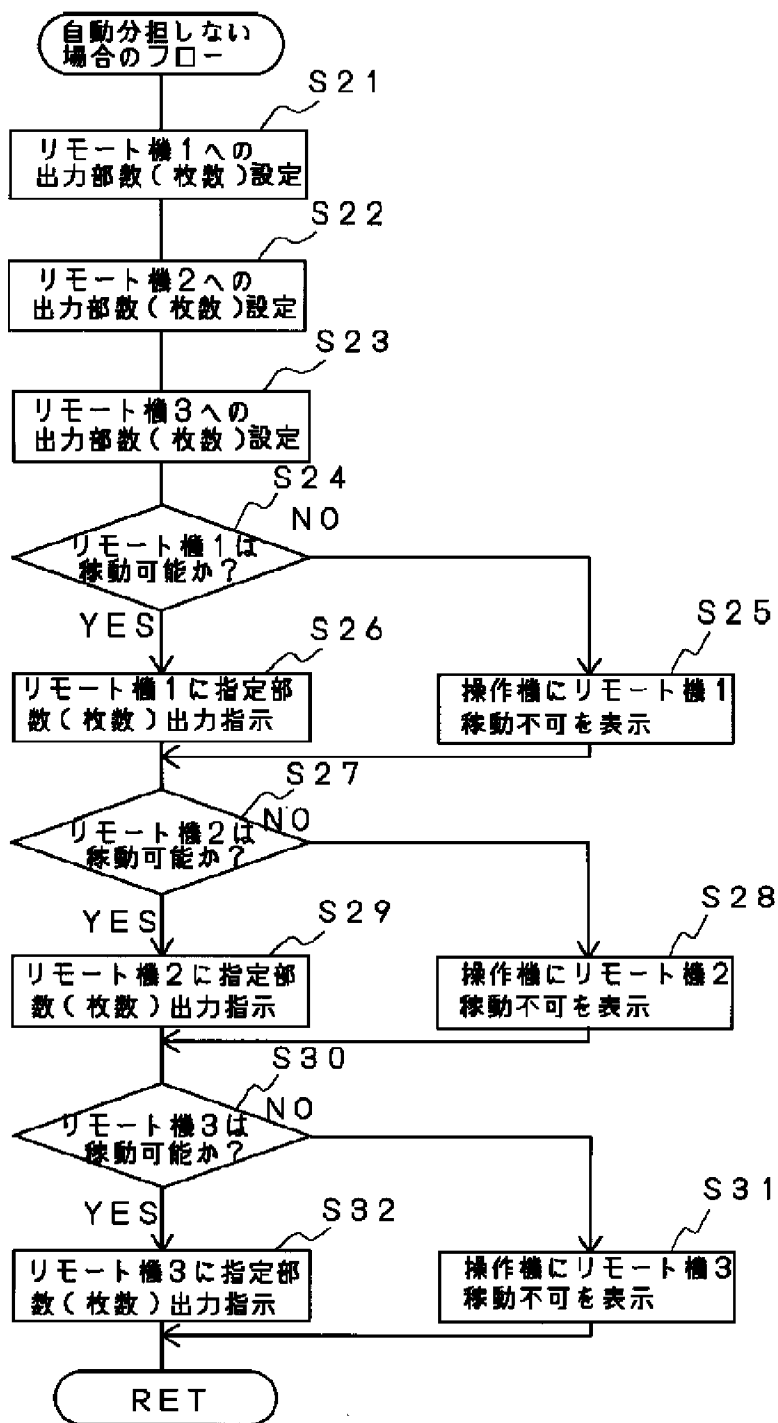 自動分担しない
場合のフロー
S21
リモート機1への
出力部数(枚数)設定
S22
リモート機2への
出力部数(枚数)設定
S23
リモート機3への
出力部数(枚数)設定
S24
リモート機1は
稼動可能か?
NO
YES
S25
操作機にリモート機1
稼動不可を表示
S26
リモート機1に指定部
数(枚数)出力指示
S27
リモート機2は
稼動可能か?
NO
YES
S28
操作機にリモート機2
稼動不可を表示
S29
リモート機2に指定部
数(枚数)出力指示
S30
リモート機3は
稼動可能か?
NO
YES
S31
操作機にリモート機3
稼動不可を表示
S32
リモート機3に指定部
数(枚数)出力指示
RET